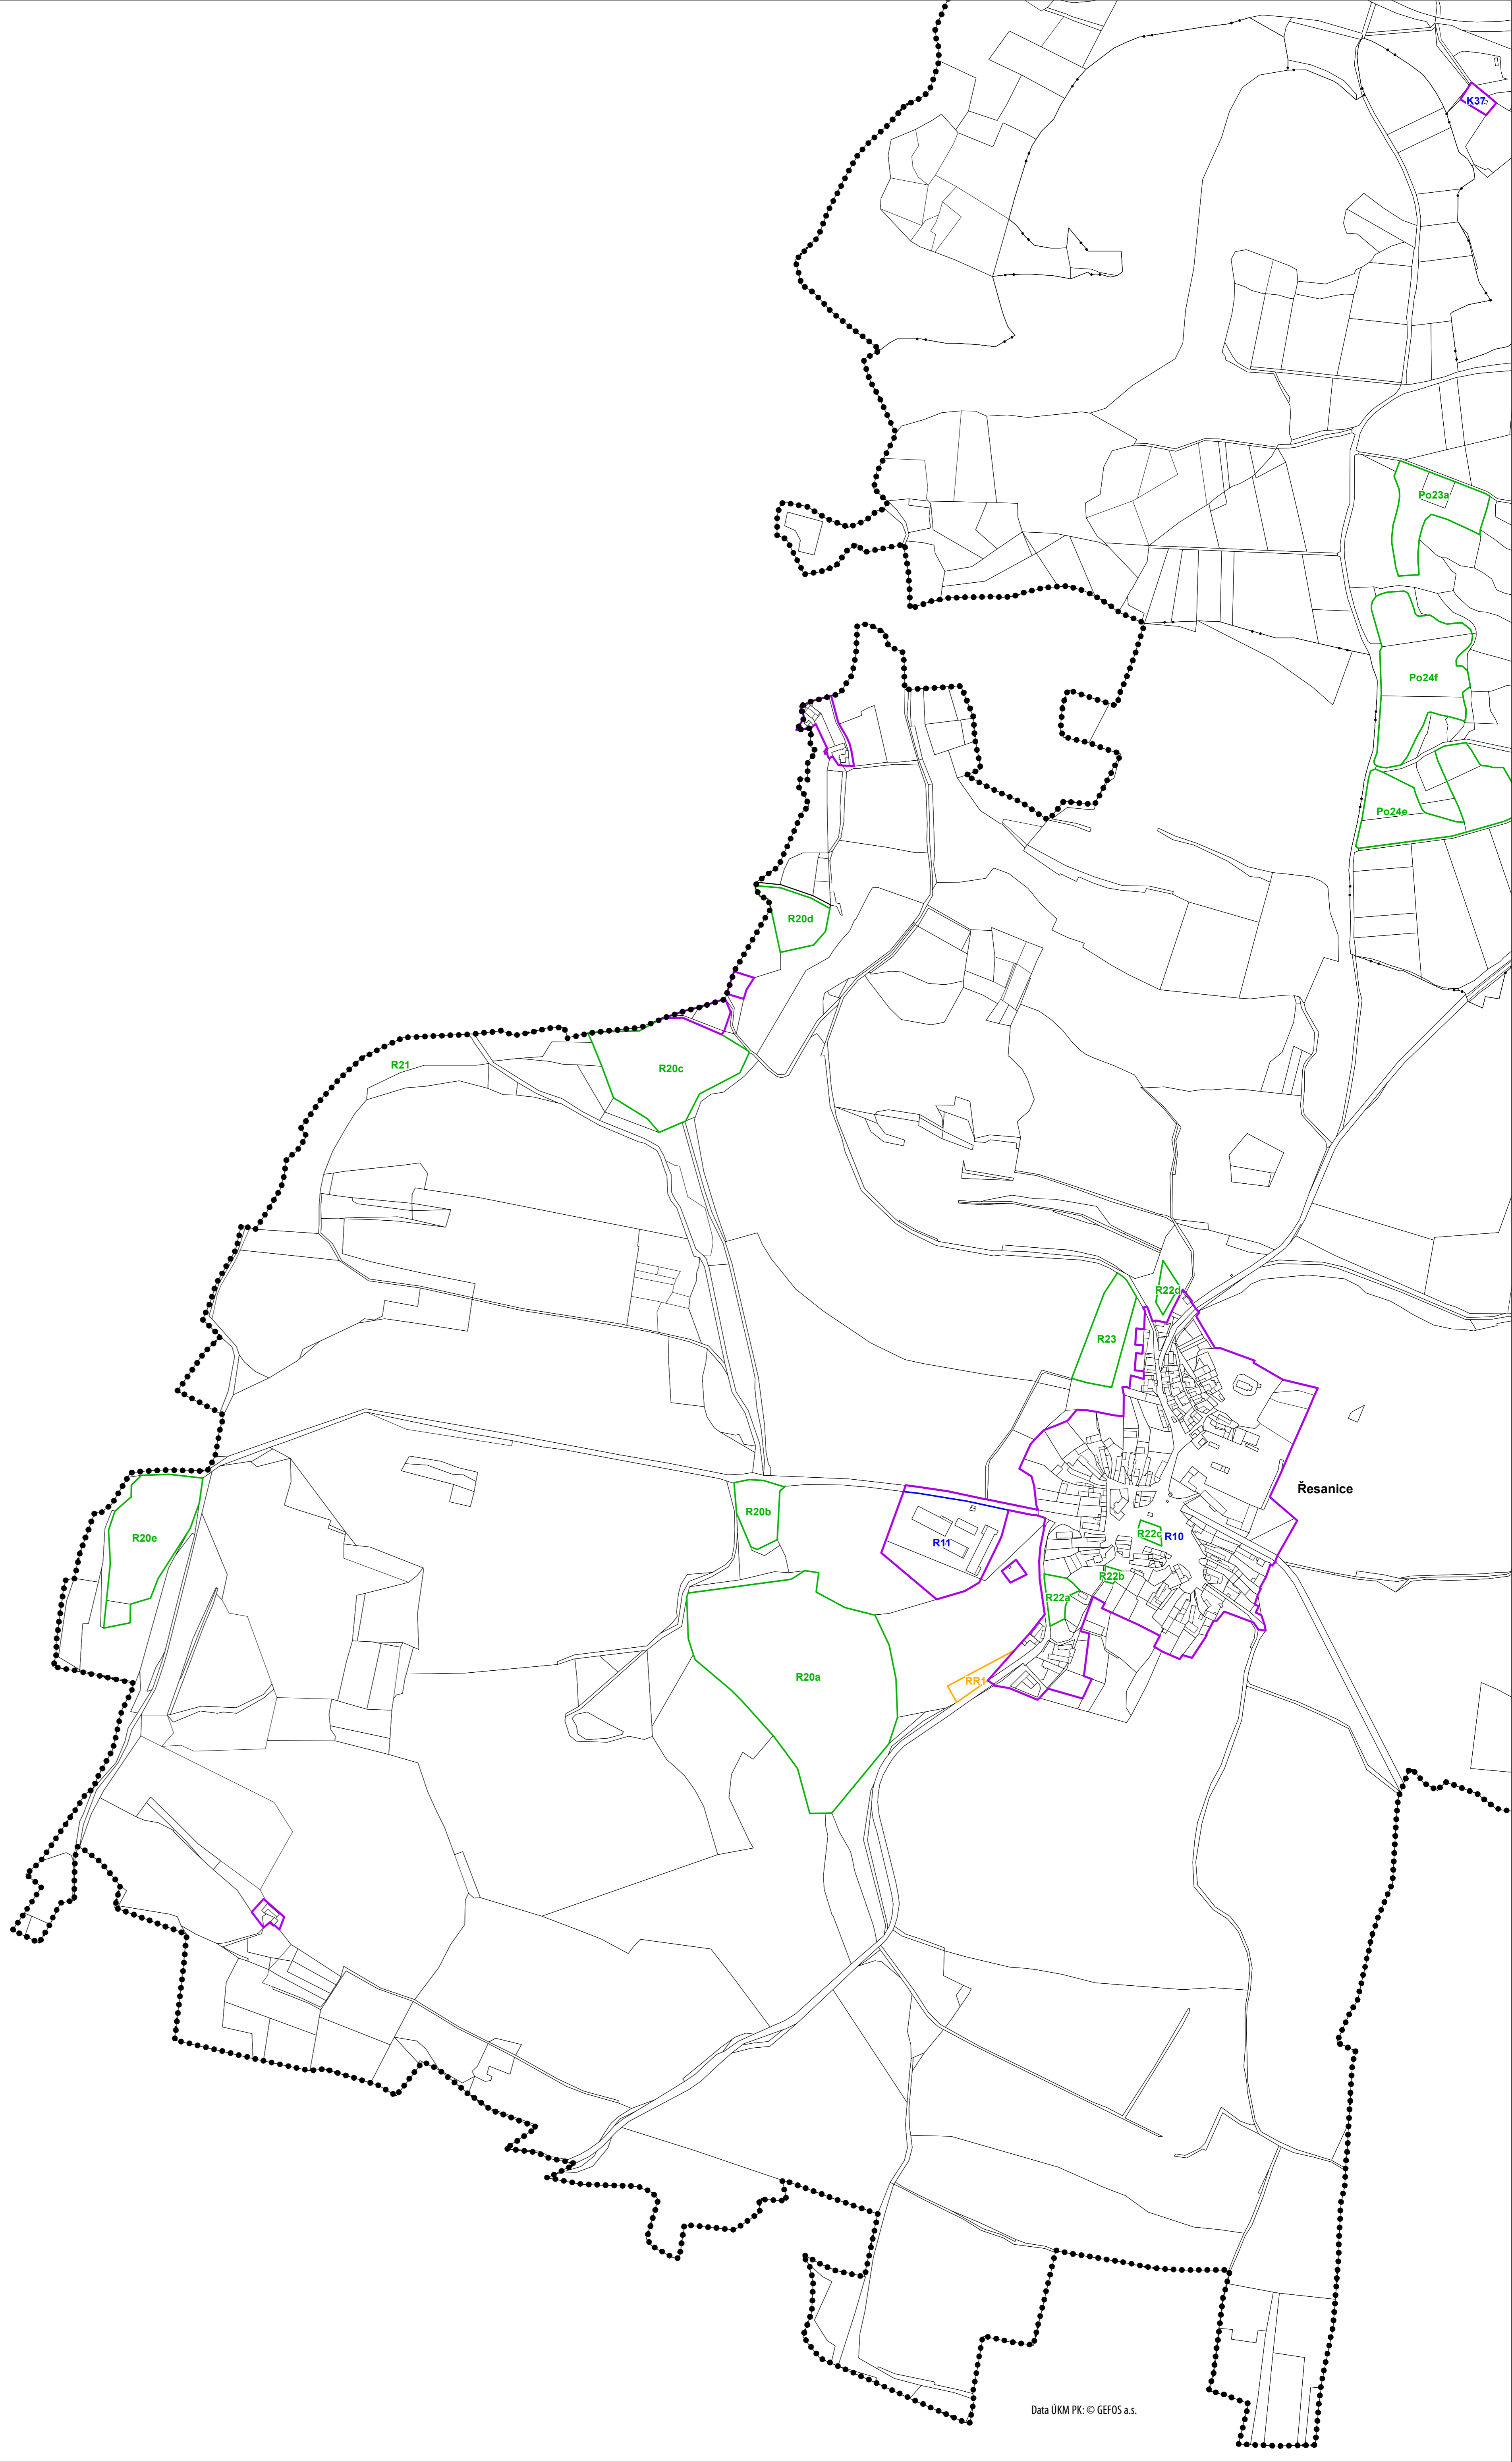 K37
Po23a
Po24f
Po24e
R20d
R21
R20c
R22d
R23
Řesanice
R20b
R20e
R11
R22c
R10
R22b
R22a
R20a
RR1
Data ÚKM PK: © GEFOS a.s.